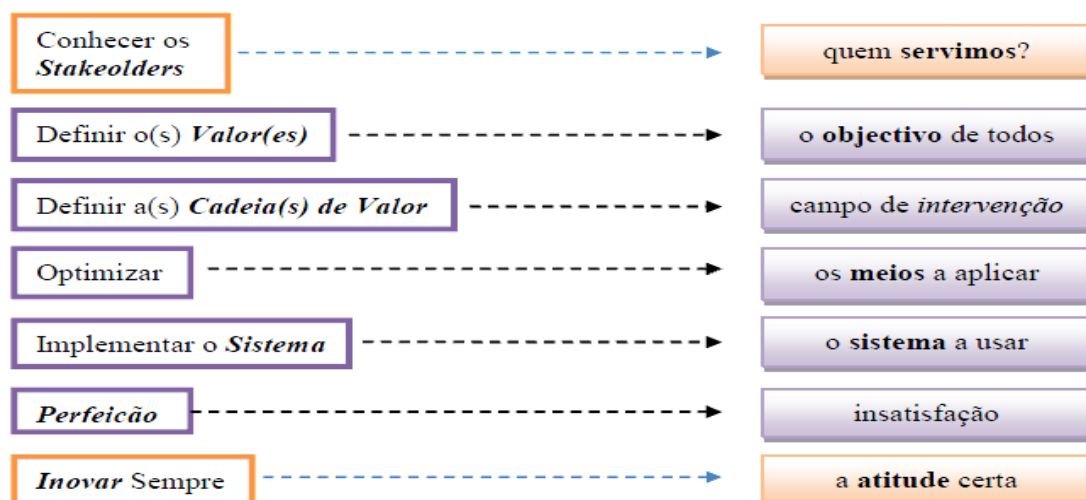 Conhecer os
Stakeolders
quem servimos?
Definir o(s) Valor(es)
o objectivo de todos
Definir a(s) Cadeia(s) de Valor
campo de intervenção
Optimizar
os meios a aplicar
Implementar o Sistema
o sistema a usar
Perfeicão
insatisfação
Inovar Sempre
a atitude certa